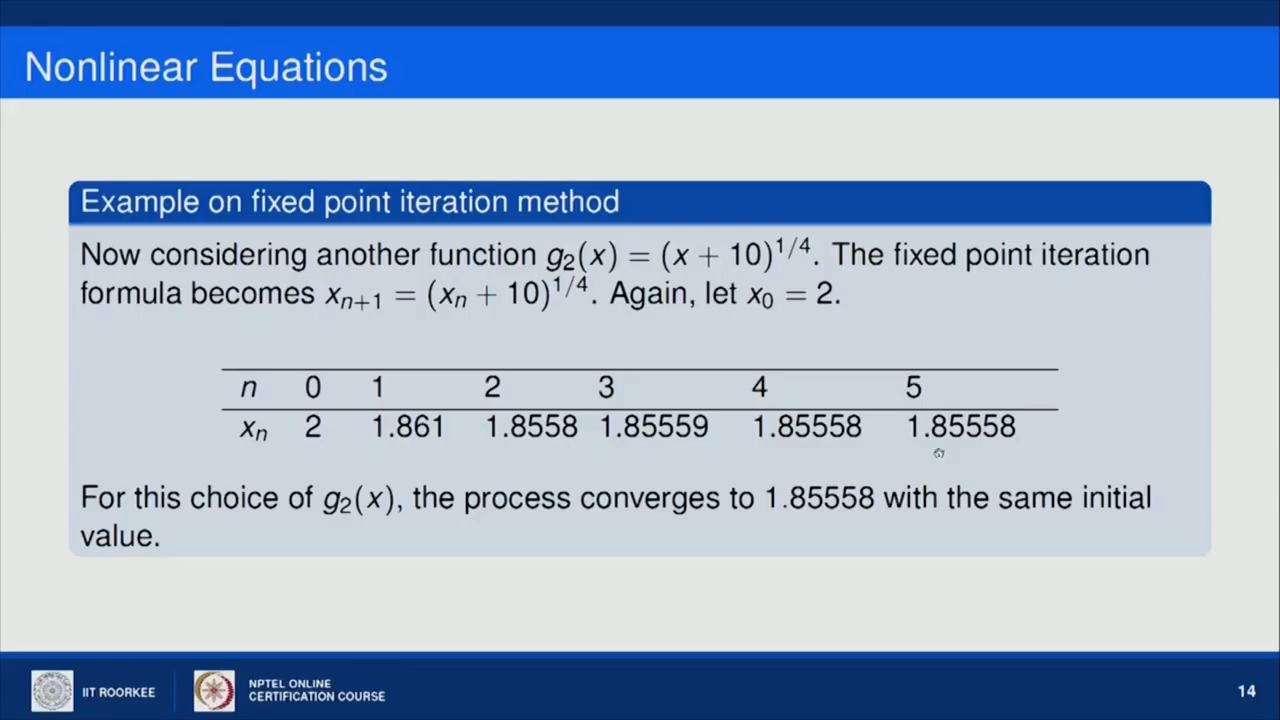 Nonlinear Equations
Example on fixed point iteration method
Now considering another function g₂(x) = (x + 10)^{1/4}. The fixed point iteration
formula becomes xₙ₊₁ = (xₙ + 10)^{1/4}. Again, let x₀ = 2.
n 0 1 2 3 4 5
xₙ 2 1.861 1.8558 1.85559 1.85558 1.85558
For this choice of g₂(x), the process converges to 1.85558 with the same initial
value.
IIT ROORKEE
NPTEL ONLINE
CERTIFICATION COURSE
14